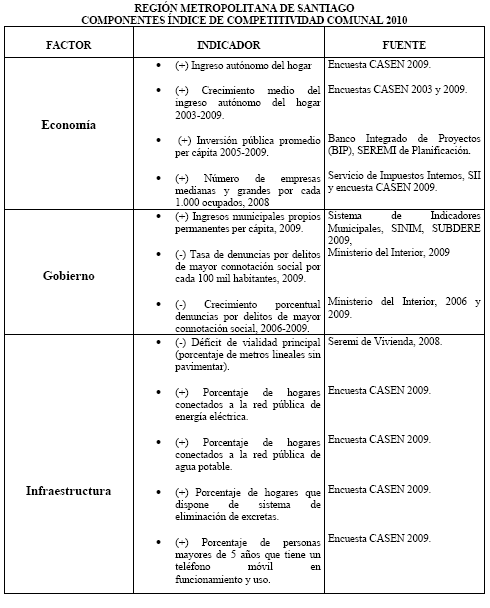 REGIÓN METROPOLITANA DE SANTIAGO
COMPONENTES ÍNDICE DE COMPETITIVIDAD COMUNAL 2010
FACTOR
INDICADOR
FUENTE
Economía
• (+) Ingreso autónomo del hogar
Encuesta CASEN 2009.
• (+) Crecimiento medio del
ingreso autónomo del hogar
2003-2009.
Encuestas CASEN 2003 y 2009.
• (+) Inversión pública promedio
per cápita 2005-2009.
Banco Integrado de Proyectos
(BIP), SEREMI de Planificación.
• (+) Número de empresas
medianas y grandes por cada
1.000 ocupados, 2008
Servicio de Impuestos Internos, SII
y encuesta CASEN 2009.
Gobierno
• (+) Ingresos municipales propios
permanentes per cápita, 2009.
Sistema de Indicadores
Municipales, SINIM, SUBDERE
2009,
• (-) Tasa de denuncias por delitos
de mayor connotación social por
cada 100 mil habitantes, 2009.
Ministerio del Interior, 2009
• (-) Crecimiento porcentual
denuncias por delitos de mayor
connotación social, 2006-2009.
Ministerio del Interior, 2006 y
2009.
Infraestructura
• (-) Déficit de vialidad principal
(porcentaje de metros lineales sin
pavimentar).
Seremi de Vivienda, 2008.
• (+) Porcentaje de hogares
conectados a la red pública de
energía eléctrica.
Encuesta CASEN 2009.
• (+) Porcentaje de hogares
conectados a la red pública de
agua potable.
Encuesta CASEN 2009.
• (+) Porcentaje de hogares que
dispone de sistema de
eliminación de excretas.
Encuesta CASEN 2009.
• (+) Porcentaje de personas
mayores de 5 años que tiene un
teléfono móvil en
funcionamiento y uso.
Encuesta CASEN 2009.